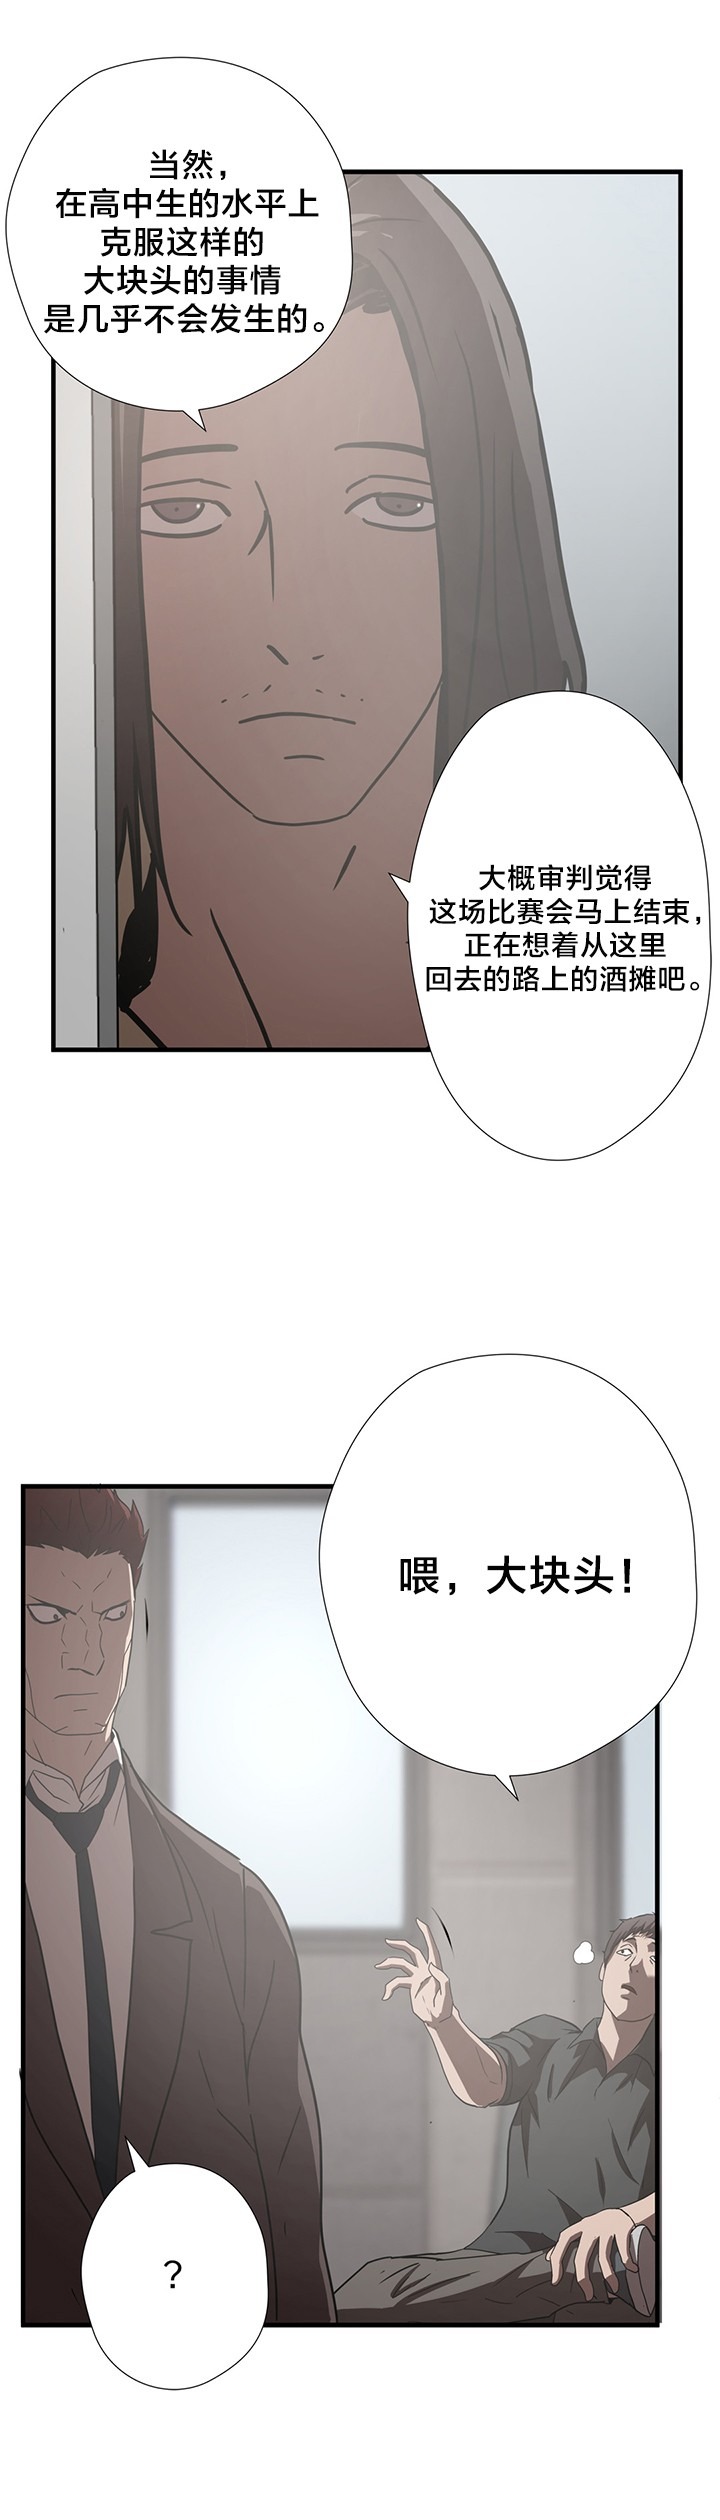 当然，
在高中生的水平上
克服这样的
大块头的事情
是几乎不会发生的。
大概审判觉得
这场比赛会马上结束，
正在想着从这里
回去的路上的酒摊吧。
喂，大块头！
？